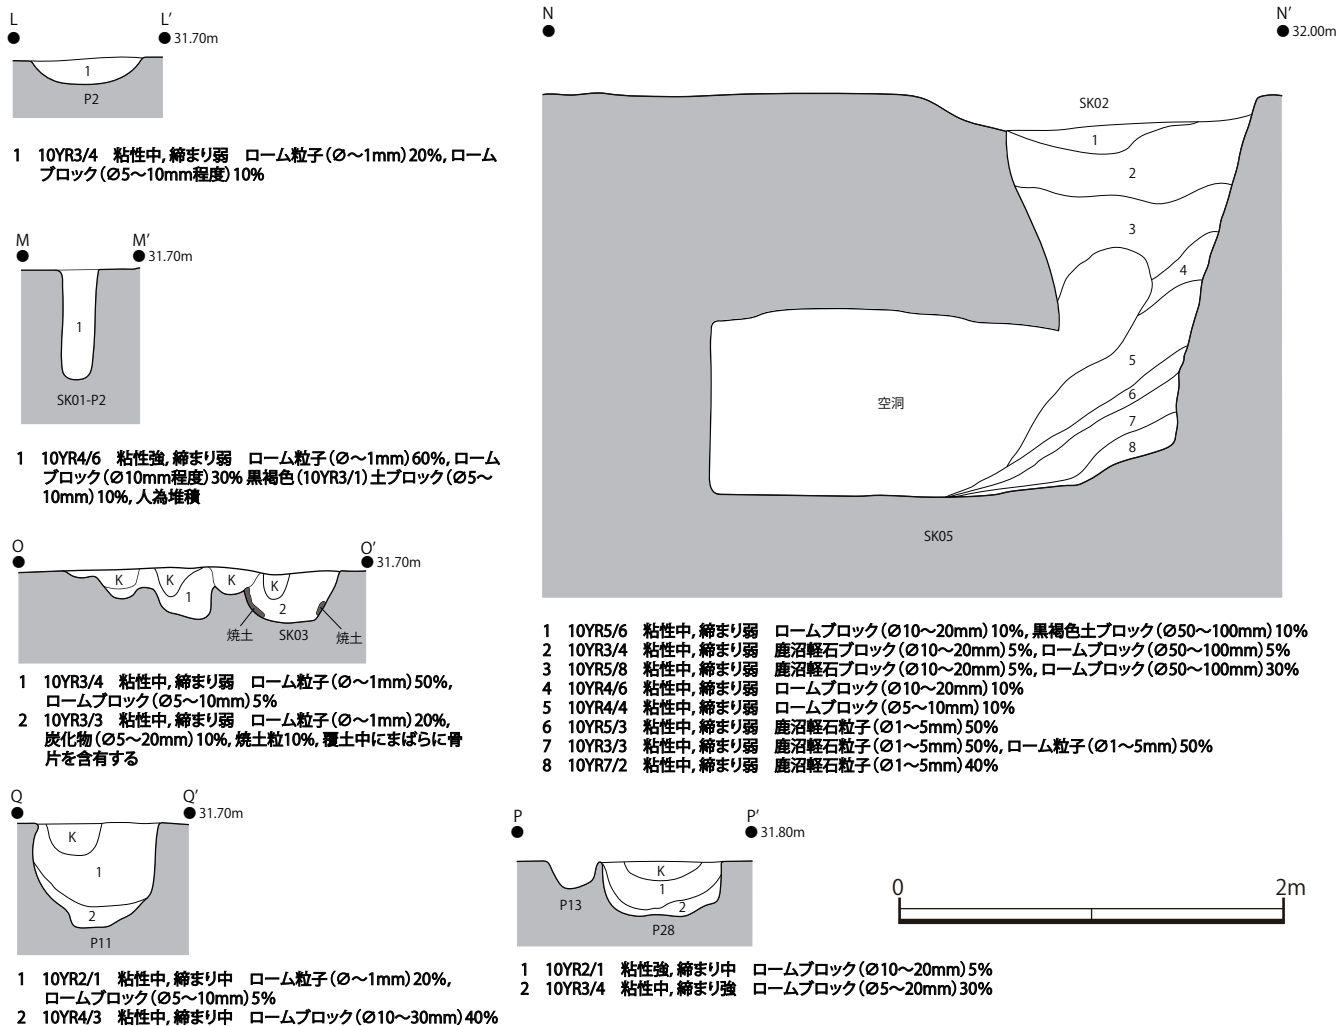 L L′
31.70m
1
P2
1 10YR3/4 粘性中，締まり弱 ローム粒子（∅～1mm）20%，ローム
ブロック（∅5～10mm程度）10%
M M′
31.70m
1
SK01-P2
1 10YR4/6 粘性強，締まり弱 ローム粒子（∅～1mm）60%，ローム
ブロック（∅10mm程度）30% 黒褐色（10YR3/1）土ブロック（∅5～
10mm）10%，人為堆積
O O′
31.70m
K K K K
1 2
焼土 SK03 焼土
1 10YR3/4 粘性中，締まり弱 ローム粒子（∅～1mm）50%，
ロームブロック（∅5～10mm）5%
2 10YR3/3 粘性中，締まり弱 ローム粒子（∅～1mm）20%，
炭化物（∅5～20mm）10%，焼土粒10%，覆土中にまばらに骨
片を含有する
Q Q′
31.70m
K
1
2
P11
1 10YR2/1 粘性中，締まり中 ローム粒子（∅～1mm）20%，
ロームブロック（∅5～10mm）5%
2 10YR4/3 粘性中，締まり中 ロームブロック（∅10～30mm）40%
N N′
32.00m
SK02
1
2
3
4
5
6
7
8
空洞
SK05
1 10YR5/6 粘性中，締まり弱 ロームブロック（∅10～20mm）10%，黒褐色土ブロック（∅50～100mm）10%
2 10YR3/4 粘性中，締まり弱 鹿沼軽石ブロック（∅10～20mm）5%，ロームブロック（∅50～100mm）5%
3 10YR5/8 粘性中，締まり弱 鹿沼軽石ブロック（∅10～20mm）5%，ロームブロック（∅50～100mm）30%
4 10YR4/6 粘性中，締まり弱 ロームブロック（∅10～20mm）10%
5 10YR4/4 粘性中，締まり弱 ロームブロック（∅5～10mm）10%
6 10YR5/3 粘性中，締まり弱 鹿沼軽石粒子（∅1～5mm）50%
7 10YR3/3 粘性中，締まり弱 鹿沼軽石粒子（∅1～5mm）50%，ローム粒子（∅1～5mm）50%
8 10YR7/2 粘性中，締まり弱 鹿沼軽石粒子（∅1～5mm）40%
P P′
31.80m
K
1
2
P13
P28
1 10YR2/1 粘性強，締まり中 ロームブロック（∅10～20mm）5%
2 10YR3/4 粘性中，締まり強 ロームブロック（∅5～20mm）30%
0 2m